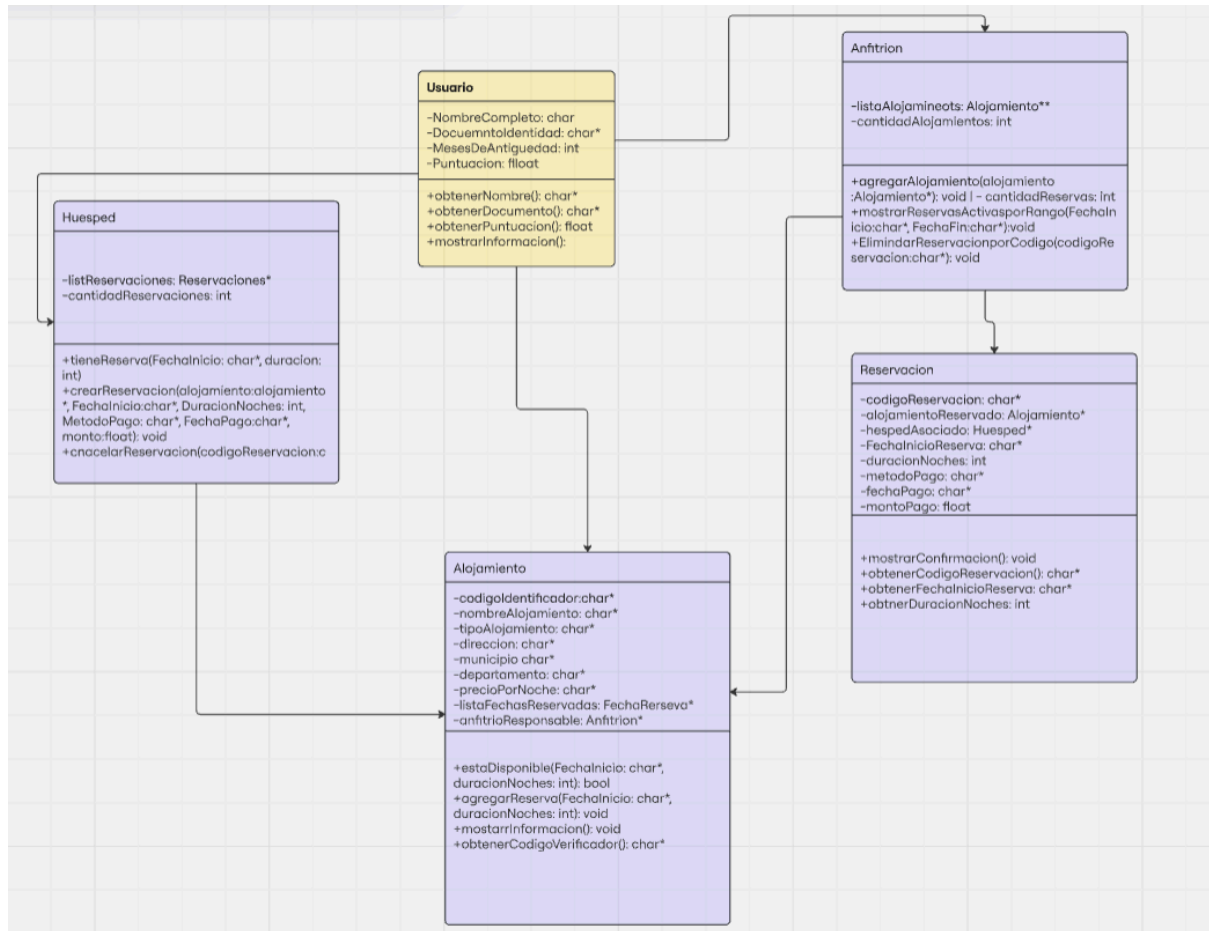 Usuario
-NombreCompleto: char
-DocuemntoIdentidad: char*
-MesesDeAntiguedad: int
-Puntuacion: flloat
+obtenerNombre(): char*
+obtenerDocumento(): char*
+obtenerPuntuacion(): float
+mostrarInformacion():
Anfitrion
-listaAlojamineots: Alojamiento**
-cantidadAlojamientos: int
+agregarAlojamiento(alojamiento
:Alojamiento*): void | - cantidadReservas: int
+mostrarReservasActivasporRango(FechaIn
icio:char*, FechaFin:char*):void
+ElimindarReservacionporCodigo(codigoRe
servacion:char*): void
Huesped
-listReservaciones: Reservaciones*
-cantidadReservaciones: int
+tieneReserva(FechaInicio: char*, duracion:
int)
+crearReservacion(alojamiento:alojamiento
*, FechaInicio:char*, DuracionNoches: int,
MetodoPago: char*, FechaPago:char*,
monto:float): void
+cnacelarReservacion(codigoReservacion:c
Reservacion
-codigoReservacion: char*
-alojamientoReservado: Alojamiento*
-hespedAsociado: Huesped*
-FechaInicioReserva: char*
-duracionNoches: int
-metodoPago: char*
-fechaPago: char*
-montoPago: float
+mostrarConfirmacion(): void
+obtenerCodigoReservacion(): char*
+obtenerFechaInicioReserva: char*
+obtnerDuracionNoches: int
Alojamiento
-codigoIdentificador:char*
-nombreAlojamiento: char*
-tipoAlojamiento: char*
-direccion: char*
-municipio char*
-departamento: char*
-precioPorNoche: char*
-listaFechasReservadas: FechaRerseva*
-anfitrioResponsable: Anfitrion*
+estaDisponible(FechaInicio: char*,
duracionNoches: int): bool
+agregarReserva(FechaInicio: char*,
duracionNoches: int): void
+mostarrInformacion(): void
+obtenerCodigoVerificador(): char*